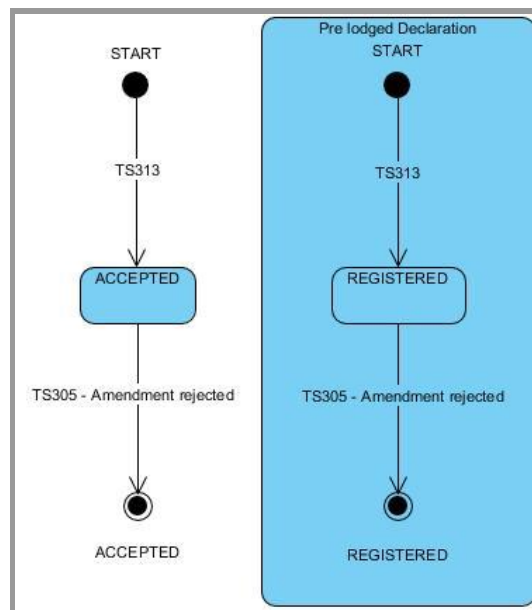 START
TS313
ACCEPTED
TS305 - Amendment rejected
ACCEPTED
Pre lodged Declaration
START
TS313
REGISTERED
TS305 - Amendment rejected
REGISTERED